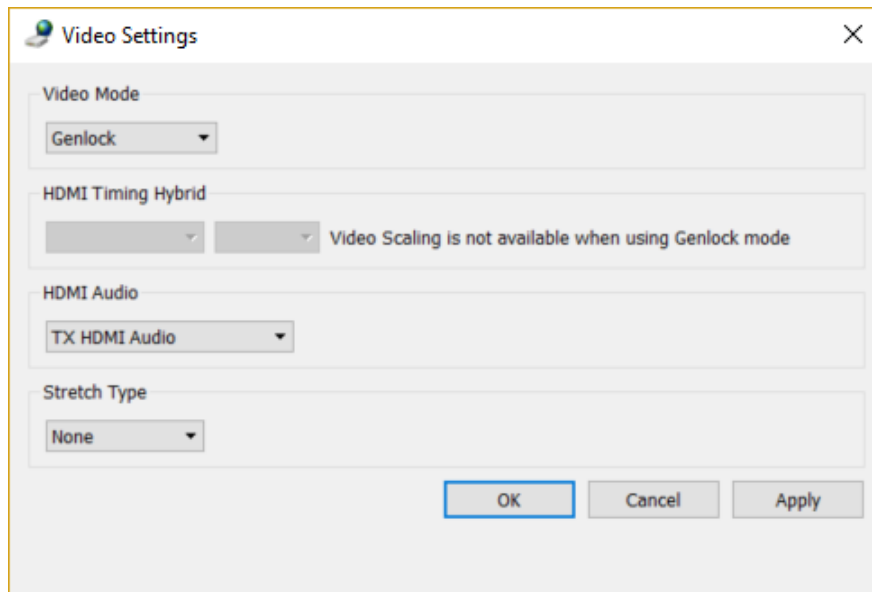 Video Settings
Video Mode
Genlock
HDMI Timing Hybrid
Video Scaling is not available when using Genlock mode
HDMI Audio
TX HDMI Audio
Stretch Type
None
OK Cancel Apply